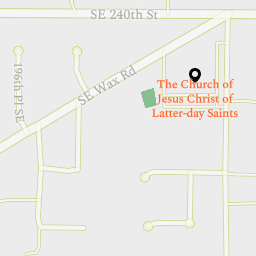 SE 240th St
196th Pl SE
SE Wax Rd
The Church of
Jesus Christ of
Latter-day Saints